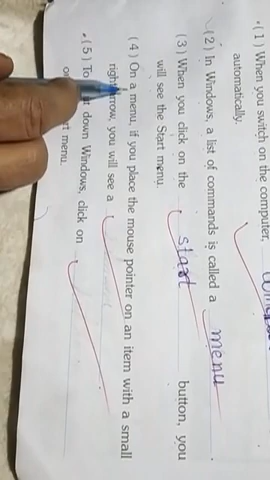 (1) When you switch on the computer,
automatically.
(2) In Windows, a list of commands is called a menu
(3) When you click on the start button, you
will see the Start menu.
(4) On a menu, if you place the mouse pointer on an item with a small
right arrow, you will see a
(5) To down Windows, click on
menu.